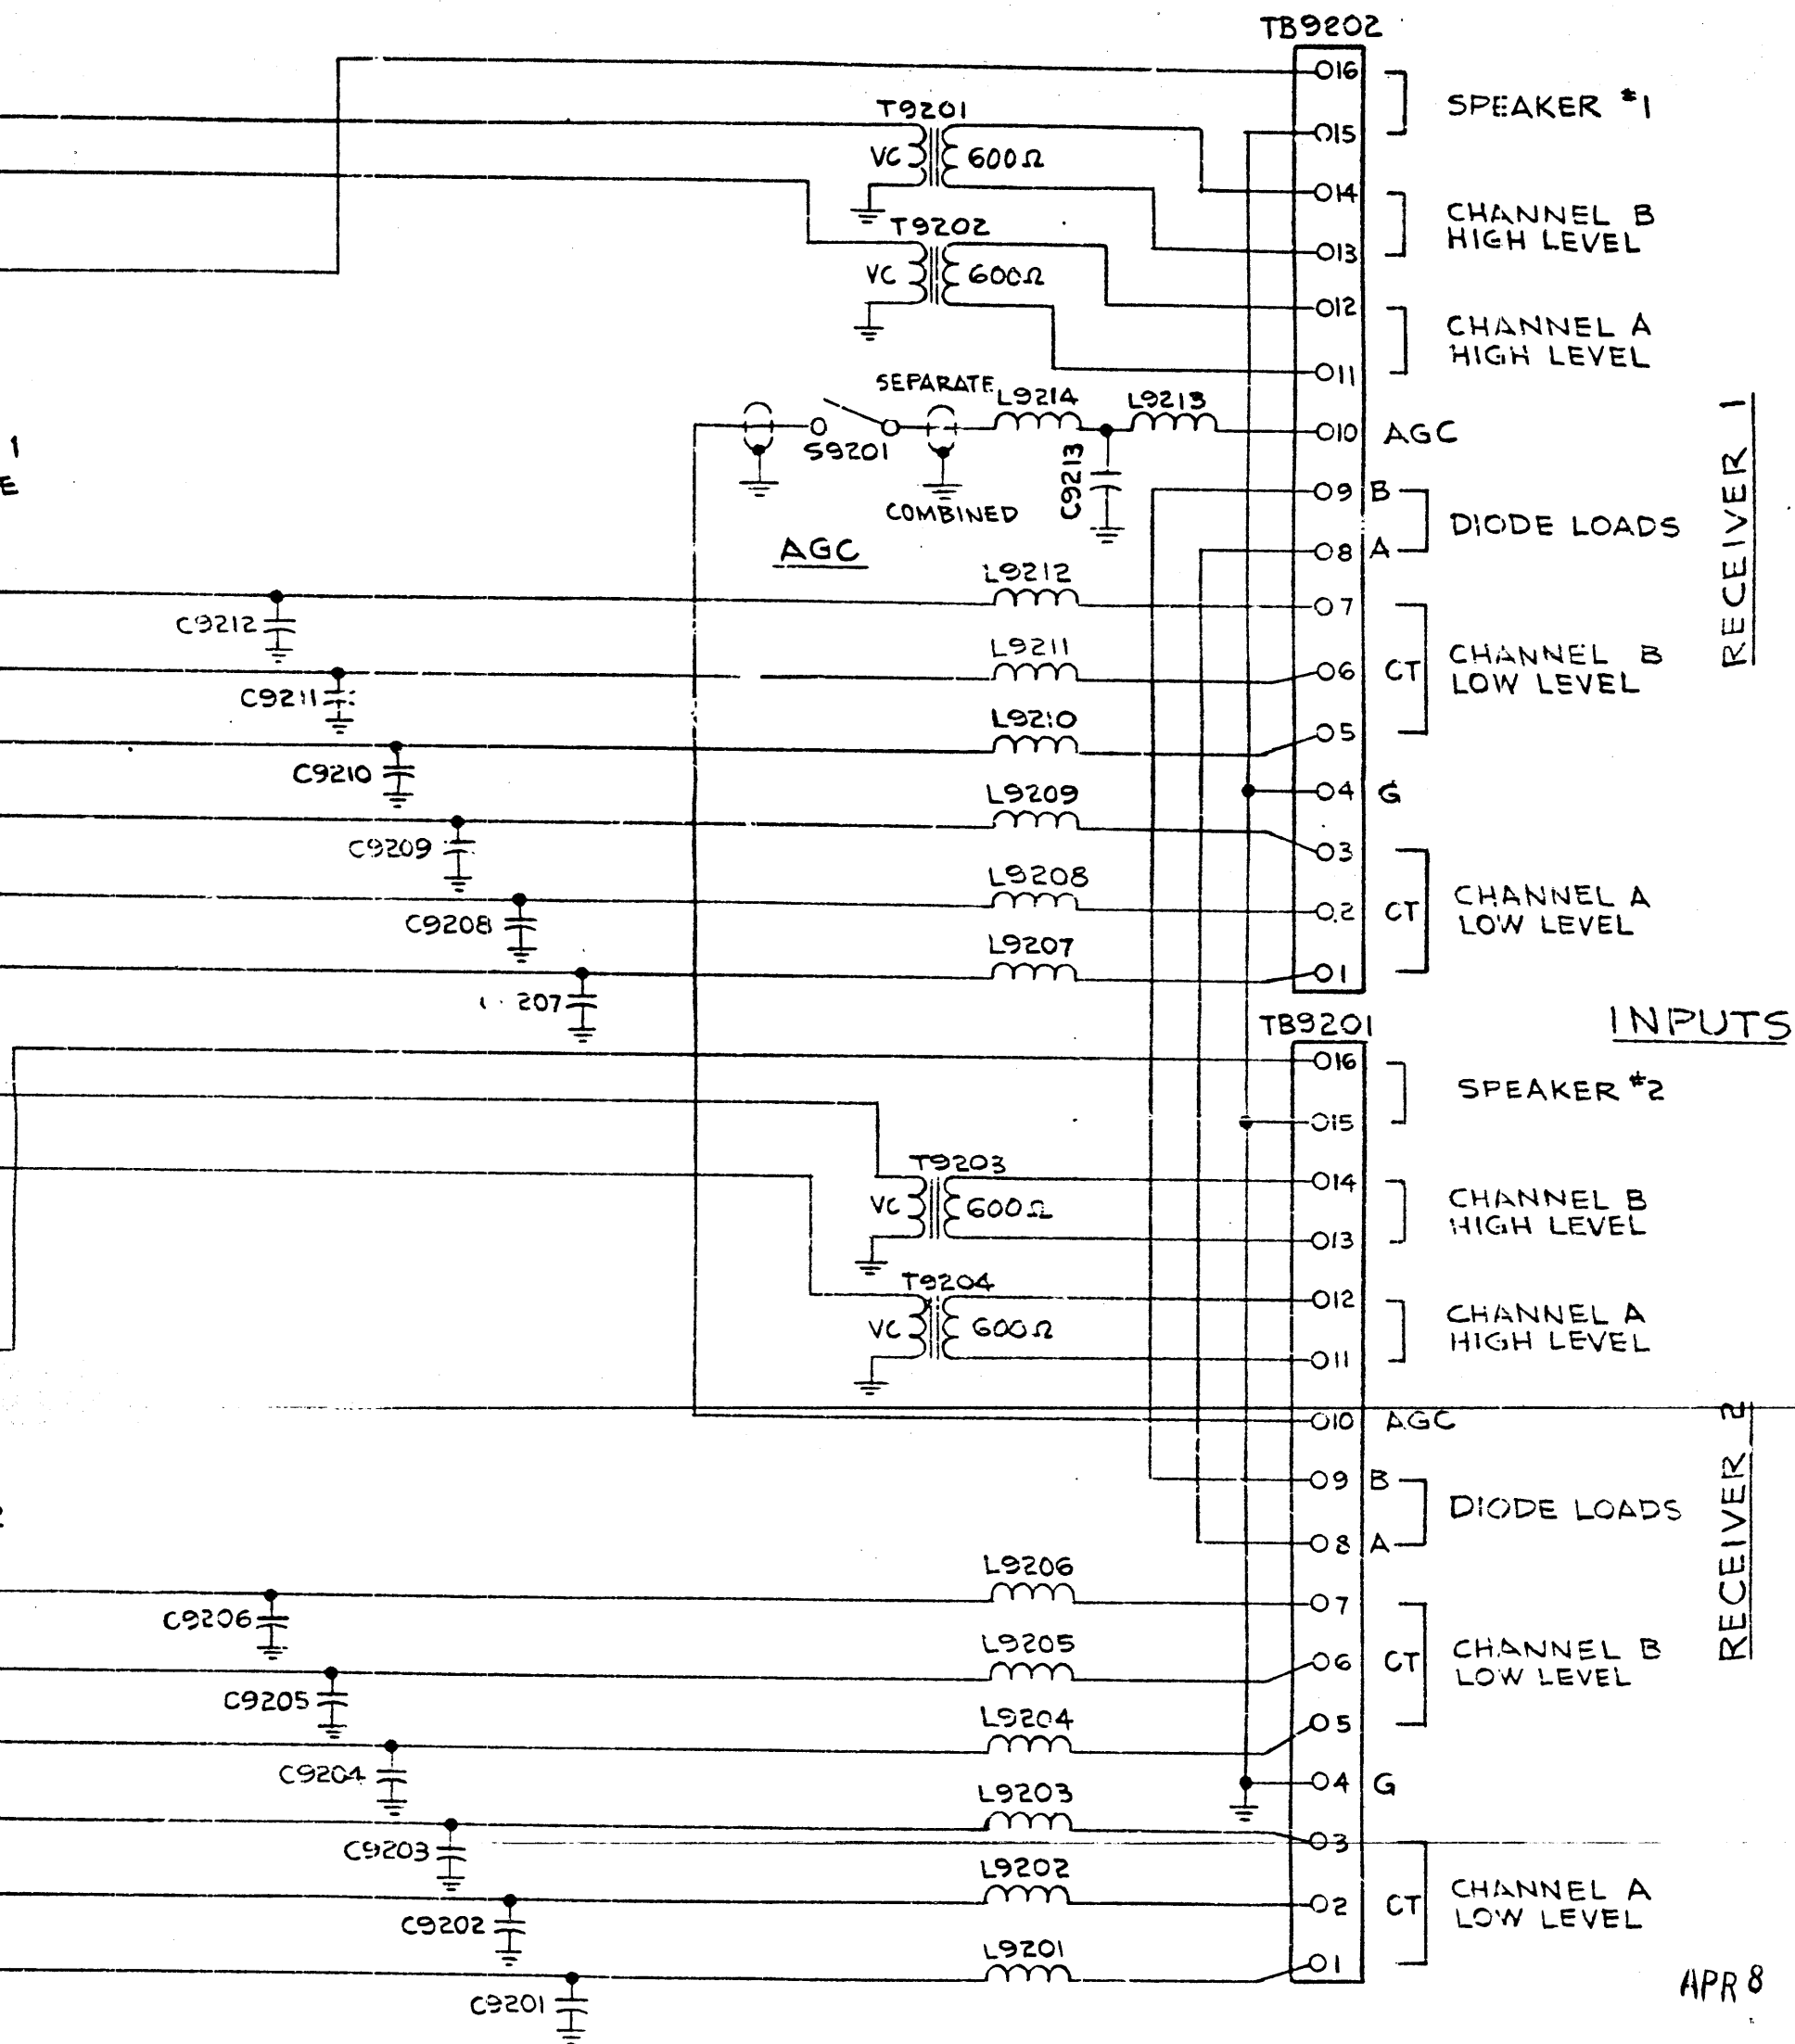 TB9202
16
SPEAKER #1
T9201
15
VC
600Ω
14
CHANNEL B
HIGH LEVEL
T9202
13
VC
600Ω
12
CHANNEL A
HIGH LEVEL
11
SEPARATE
L9214
L9213
10 AGC
S9201
C9213
COMBINED
AGC
1
E
9 B
DIODE LOADS
8 A
RECEIVER 1
L9212
7
C9212
L9211
6 CT
CHANNEL B
LOW LEVEL
C9211
L9210
5
C9210
L9209
4 G
C9209
3
L9208
2 CT
CHANNEL A
LOW LEVEL
C9208
L9207
1
207
TB9201
INPUTS
16
SPEAKER #2
15
T9203
14
VC
600Ω
CHANNEL B
HIGH LEVEL
13
T9204
12
VC
600Ω
CHANNEL A
HIGH LEVEL
11
10 AGC
9 B
DIODE LOADS
8 A
RECEIVER 2
L9206
7
C9206
L9205
6 CT
CHANNEL B
LOW LEVEL
C9205
L9204
5
C9204
4 G
L9203
3
C9203
L9202
2 CT
CHANNEL A
LOW LEVEL
C9202
L9201
1
C9201
APR 8